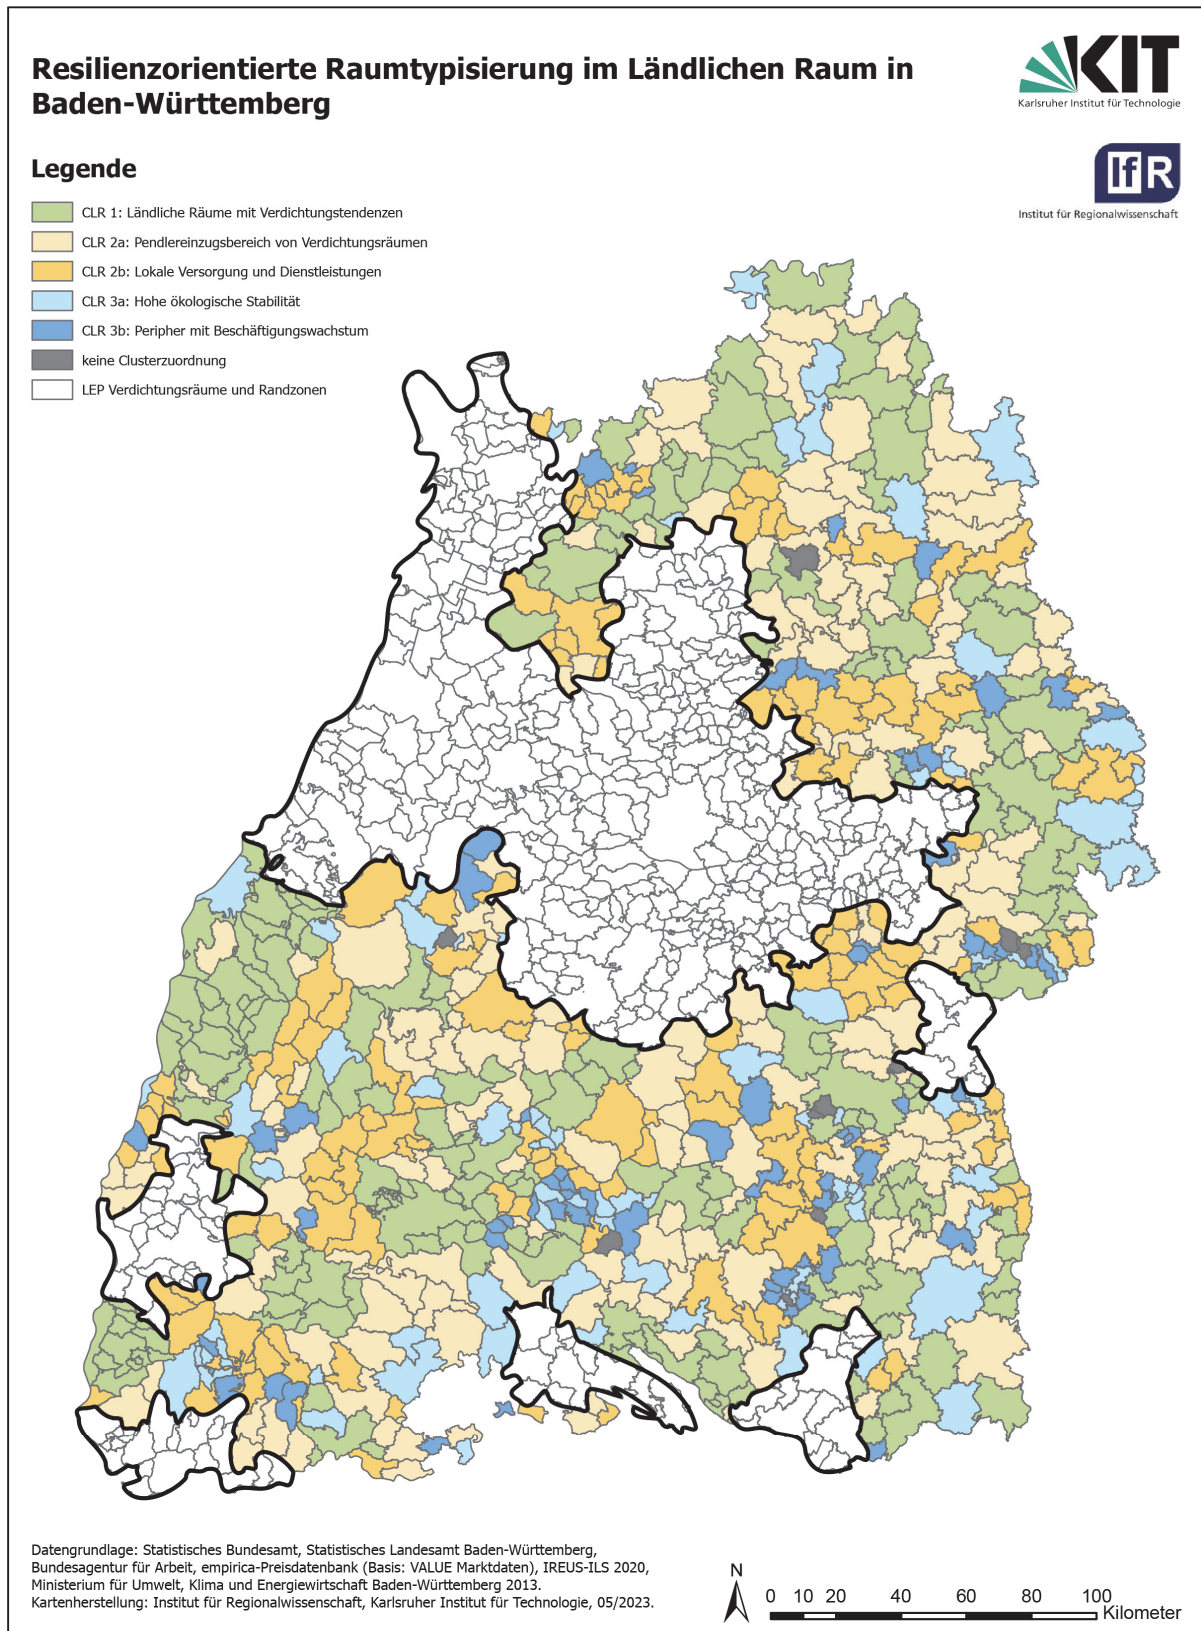 Resilienzorientierte Raumtypisierung im Ländlichen Raum in
Baden-Württemberg
KIT
Karlsruher Institut für Technologie
IfR
Institut für Regionalwissenschaft
Legende
CLR 1: Ländliche Räume mit Verdichtungstendenzen
CLR 2a: Pendlereinzugsbereich von Verdichtungsräumen
CLR 2b: Lokale Versorgung und Dienstleistungen
CLR 3a: Hohe ökologische Stabilität
CLR 3b: Peripher mit Beschäftigungswachstum
keine Clusterzuordnung
LEP Verdichtungsräume und Randzonen
Datengrundlage: Statistisches Bundesamt, Statistisches Landesamt Baden-Württemberg,
Bundesagentur für Arbeit, empirica-Preisdatenbank (Basis: VALUE Marktdaten), IREUS-ILS 2020,
Ministerium für Umwelt, Klima und Energiewirtschaft Baden-Württemberg 2013.
Kartenherstellung: Institut für Regionalwissenschaft, Karlsruher Institut für Technologie, 05/2023.
N
0 10 20 40 60 80 100
Kilometer